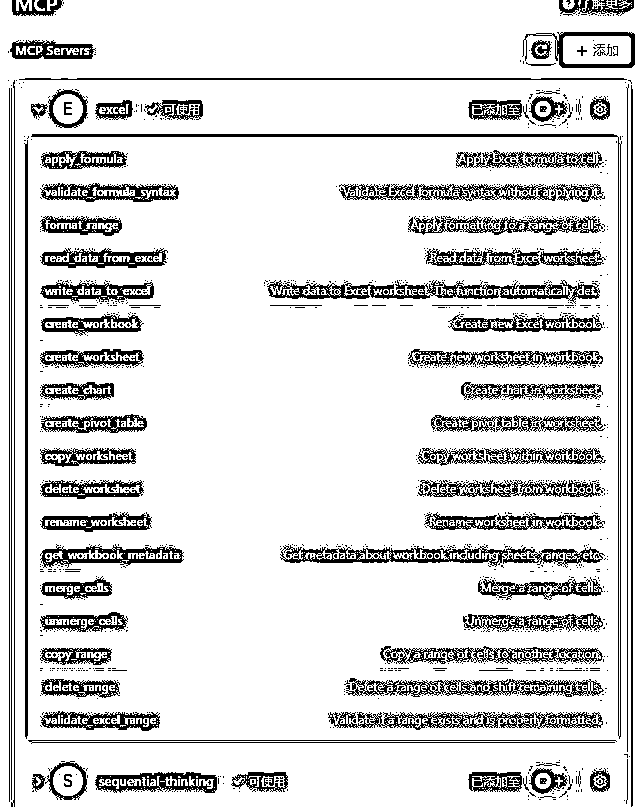 MCP
了解更多
MCP Servers
+ 添加
E excel 可使用 已添加至
apply_formula Apply Excel formula to cell.
validate_formula_syntax Validate Excel formula syntax without applying it.
format_range Apply formatting to a range of cells.
read_data_from_excel Read data from Excel worksheet.
write_data_to_excel Write data to Excel worksheet. The function automatically det.
create_workbook Create new Excel workbook.
create_worksheet Create new worksheet in workbook.
create_chart Create chart in worksheet.
create_pivot_table Create pivot table in worksheet.
copy_worksheet Copy worksheet within workbook.
delete_worksheet Delete worksheet from workbook.
rename_worksheet Rename worksheet in workbook.
get_workbook_metadata Get metadata about workbook including sheets, ranges, etc.
merge_cells Merge a range of cells.
unmerge_cells Unmerge a range of cells.
copy_range Copy a range of cells to another location.
delete_range Delete a range of cells and shift remaining cells.
validate_excel_range Validate if a range exists and is properly formatted.
S sequential-thinking 可使用 已添加至